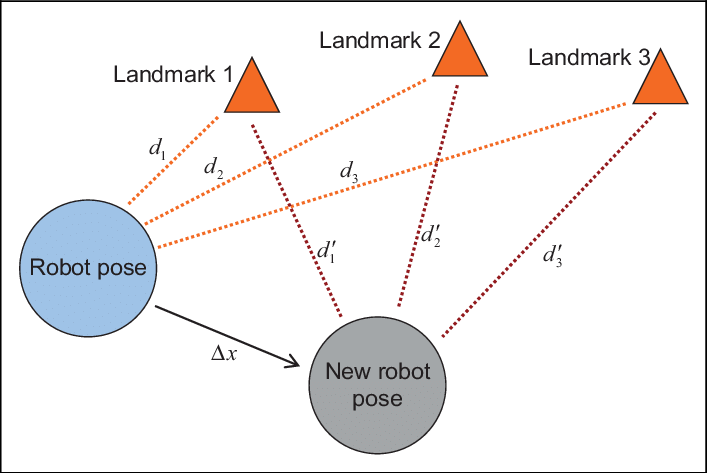 Landmark 1
Landmark 2
Landmark 3
d₁
d₂
d₃
d′₁
d′₂
d′₃
Robot pose
Δx
New robot
pose